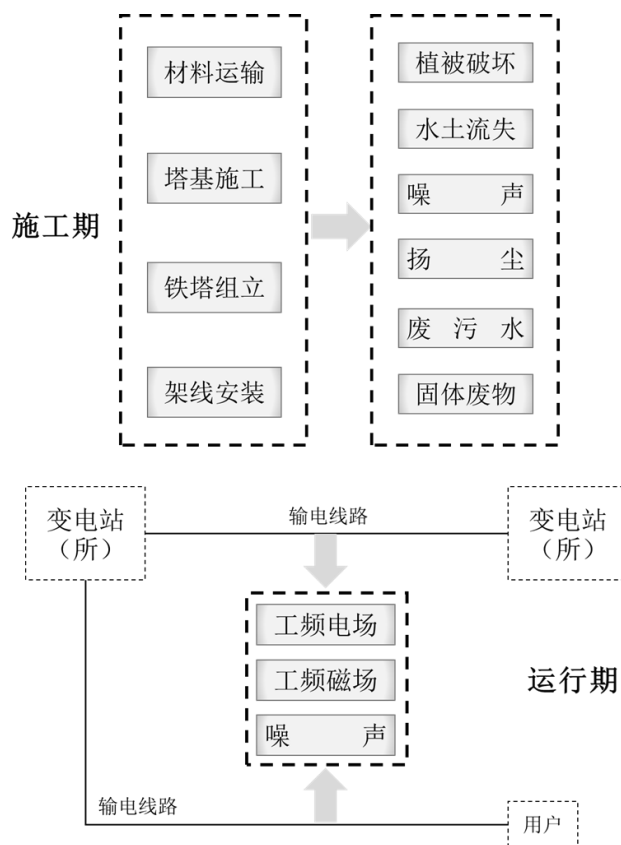 施工期
材料运输
塔基施工
铁塔组立
架线安装
植被破坏
水土流失
噪声
扬尘
废污水
固体废物
变电站
（所）
输电线路
变电站
（所）
工频电场
工频磁场
噪声
运行期
输电线路
用户